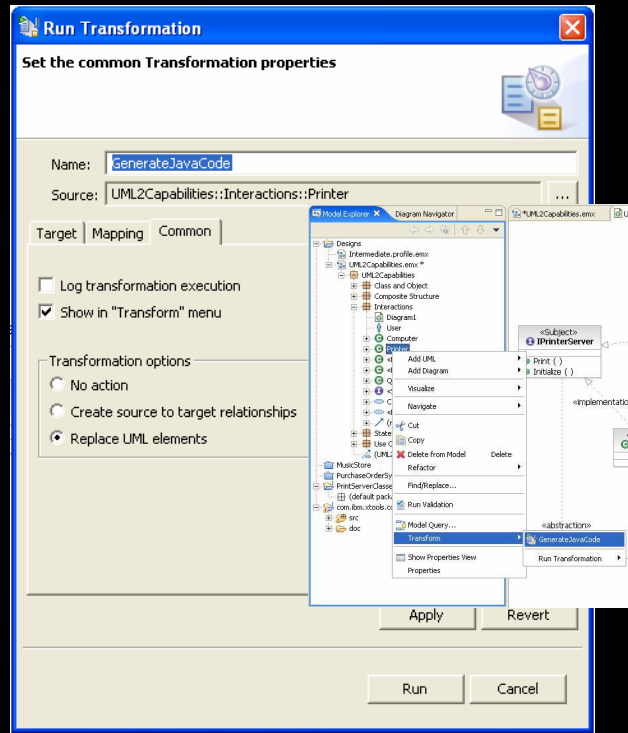 Run Transformation
Set the common Transformation properties
Name: GenerateJavaCode
Source: UML2Capabilities::Interactions::Printer ...
Target Mapping Common
Log transformation execution
Show in "Transform" menu
Transformation options
No action
Create source to target relationships
Replace UML elements
Apply Revert
Run Cancel
Model Explorer Diagram Navigator
Designs
Intermediate.profile.emx
UML2Capabilities.emx *
UML2Capabilities
Class and Object
Composite Structure
Interactions
Diagram1
User
Computer
Printer
State
Use C
(UML2
MusicStore
PurchaseOrderSy
PrintServerClasse
(default pack
com.ibm.xtools.co
src
doc
Add UML
Add Diagram
Visualize
Navigate
Cut
Copy
Delete from Model Delete
Refactor
Find/Replace...
Run Validation
Model Query...
Transform
Show Properties View
Properties
GenerateJavaCode
Run Transformation
*UML2Capabilities.emx
«Subject»
IPrinterServer
Print ( )
Initialize ( )
«implementatio
«abstraction»